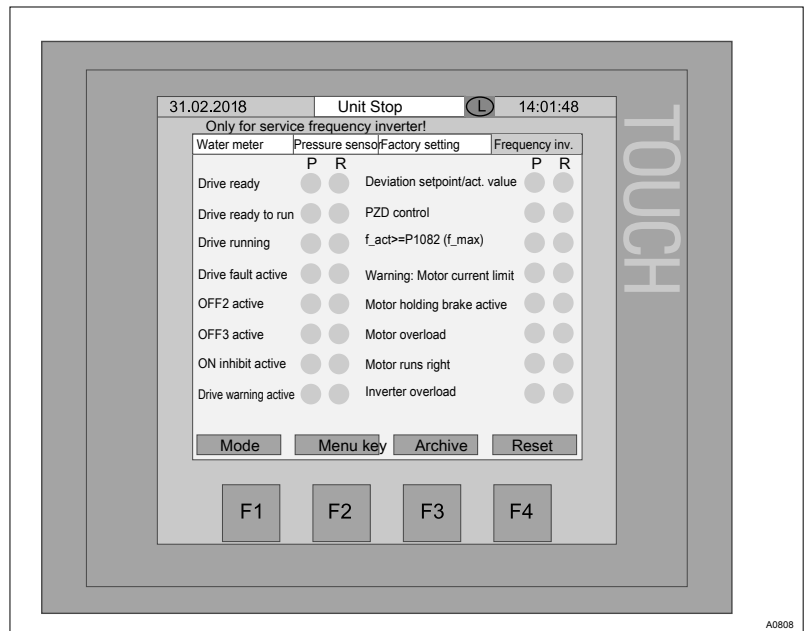 31.02.2018 Unit Stop L 14:01:48
Only for service frequency inverter!
Water meter Pressure sensor Factory setting Frequency inv.
P R P R
Drive ready Deviation setpoint/act. value
Drive ready to run PZD control
Drive running f_act>=P1082 (f_max)
Drive fault active Warning: Motor current limit
OFF2 active Motor holding brake active
OFF3 active Motor overload
ON inhibit active Motor runs right
Drive warning active Inverter overload
Mode Menu key Archive Reset
F1 F2 F3 F4
TOUCH
A0808